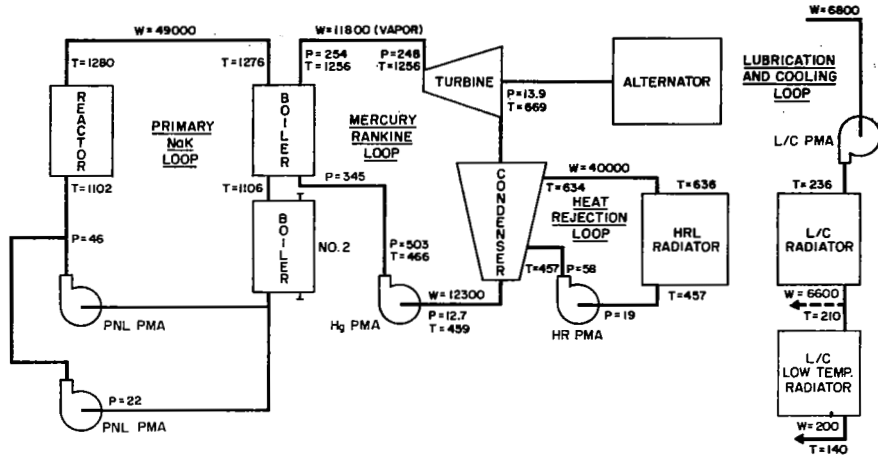 W=49000
T=1280
T=1276
REACTOR
PRIMARY
NaK
LOOP
BOILER
T=1102
T=1106
P=46
BOILER
NO. 2
PNL PMA
P=22
PNL PMA
W=11800 (VAPOR)
P=254
T=1256
P=248
T=1256
TURBINE
P=13.9
T=669
ALTERNATOR
MERCURY
RANKINE
LOOP
P=345
P=503
T=466
Hg PMA
W=12300
P=12.7
T=459
CONDENSER
W=40000
T=634
T=636
HEAT
REJECTION
LOOP
HRL
RADIATOR
T=457
P=58
T=457
P=19
HR PMA
W=6800
LUBRICATION
AND COOLING
LOOP
L/C PMA
T=236
L/C
RADIATOR
W=6600
T=210
L/C
LOW TEMP.
RADIATOR
W=200
T=140